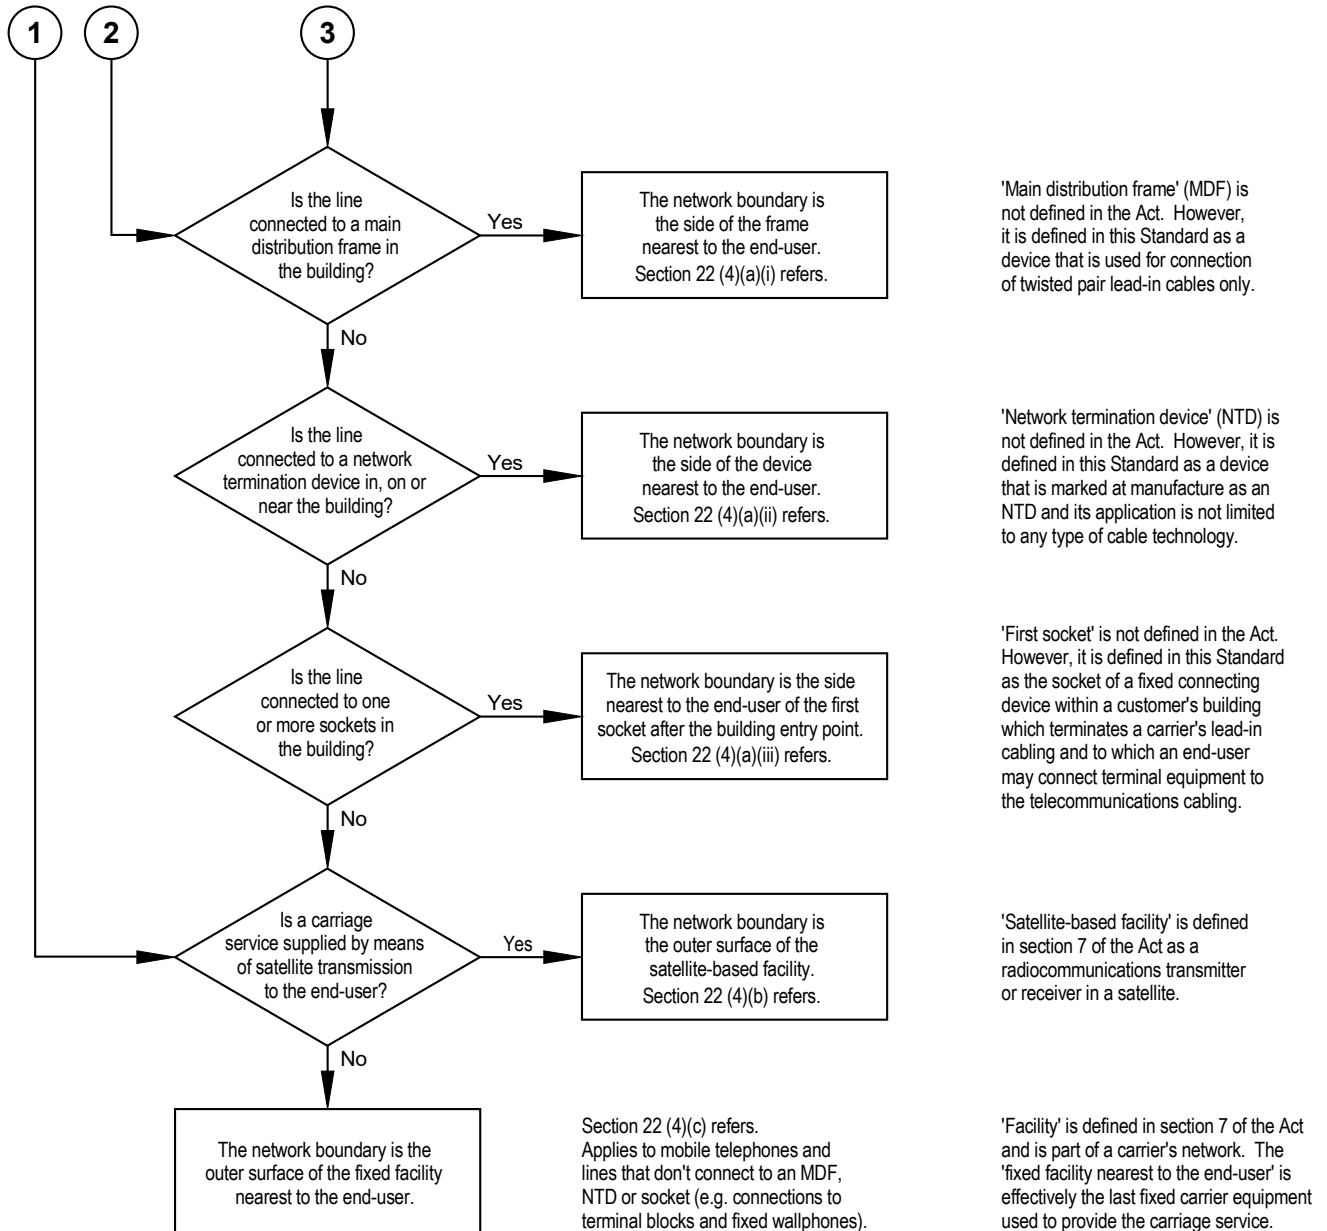 1
2
3
Is the line
connected to a main
distribution frame in
the building?
Yes
The network boundary is
the side of the frame
nearest to the end-user.
Section 22 (4)(a)(i) refers.
'Main distribution frame' (MDF) is
not defined in the Act. However,
it is defined in this Standard as a
device that is used for connection
of twisted pair lead-in cables only.
No
Is the line
connected to a network
termination device in, on or
near the building?
Yes
The network boundary is
the side of the device
nearest to the end-user.
Section 22 (4)(a)(ii) refers.
'Network termination device' (NTD) is
not defined in the Act. However, it is
defined in this Standard as a device
that is marked at manufacture as an
NTD and its application is not limited
to any type of cable technology.
No
Is the line
connected to one
or more sockets in
the building?
Yes
The network boundary is the side
nearest to the end-user of the first
socket after the building entry point.
Section 22 (4)(a)(iii) refers.
'First socket' is not defined in the Act.
However, it is defined in this Standard
as the socket of a fixed connecting
device within a customer's building
which terminates a carrier's lead-in
cabling and to which an end-user
may connect terminal equipment to
the telecommunications cabling.
No
Is a carriage
service supplied by means
of satellite transmission
to the end-user?
Yes
The network boundary is
the outer surface of the
satellite-based facility.
Section 22 (4)(b) refers.
'Satellite-based facility' is defined
in section 7 of the Act as a
radiocommunications transmitter
or receiver in a satellite.
No
The network boundary is the
outer surface of the fixed facility
nearest to the end-user.
Section 22 (4)(c) refers.
Applies to mobile telephones and
lines that don't connect to an MDF,
NTD or socket (e.g. connections to
terminal blocks and fixed wallphones).
'Facility' is defined in section 7 of the Act
and is part of a carrier's network. The
'fixed facility nearest to the end-user' is
effectively the last fixed carrier equipment
used to provide the carriage service.